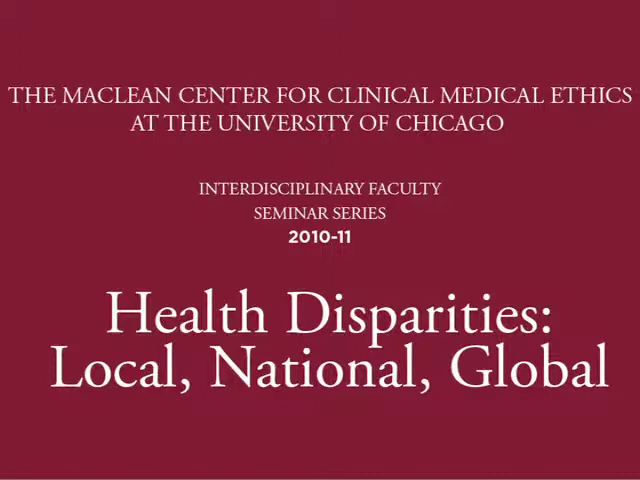 THE MACLEAN CENTER FOR CLINICAL MEDICAL ETHICS
AT THE UNIVERSITY OF CHICAGO
INTERDISCIPLINARY FACULTY
SEMINAR SERIES
2010-11
Health Disparities:
Local, National, Global